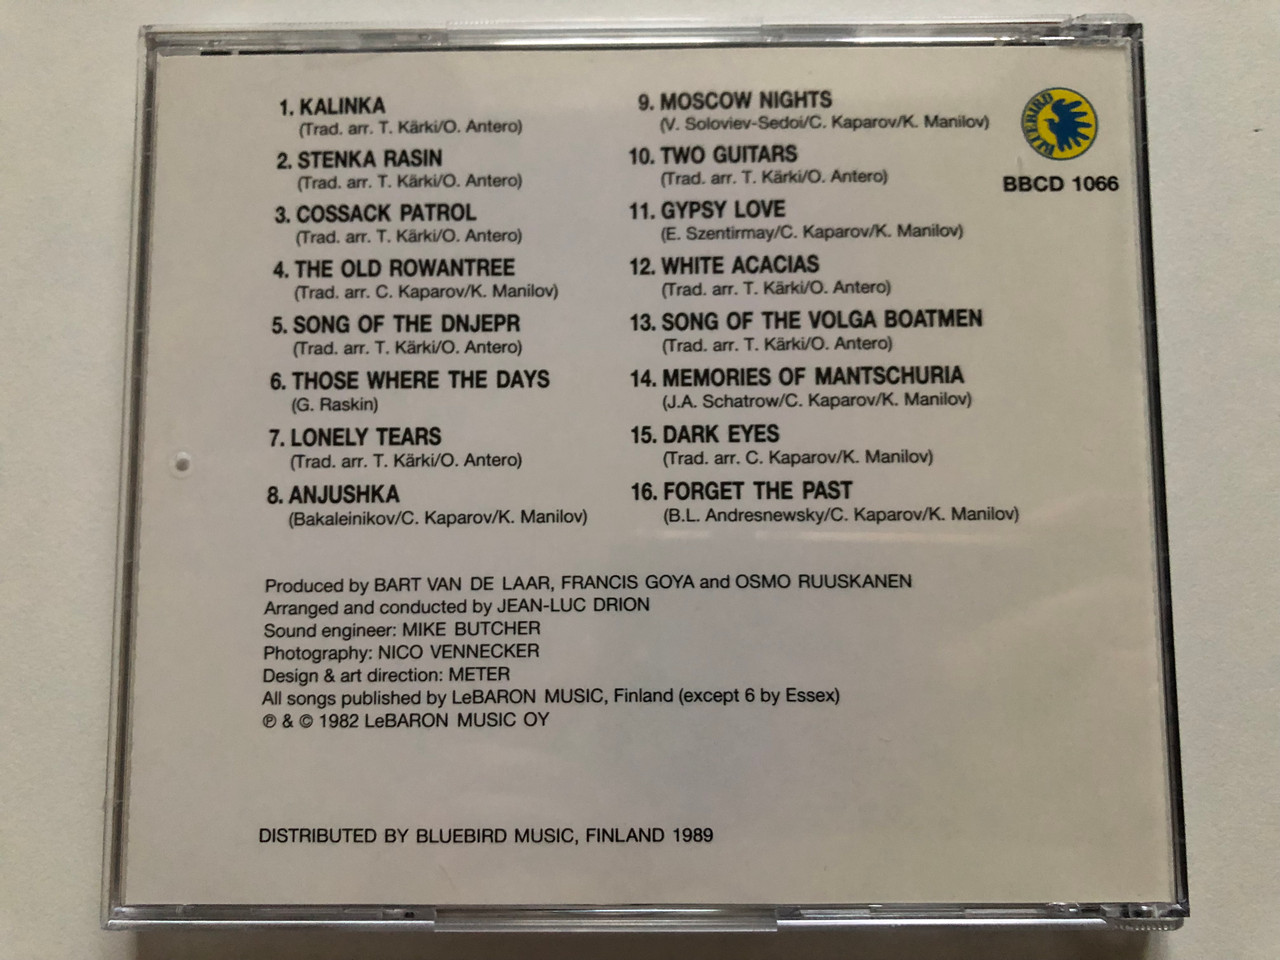 1. KALINKA
(Trad. arr. T. Kärki/O. Antero)
2. STENKA RASIN
(Trad. arr. T. Kärki/O. Antero)
3. COSSACK PATROL
(Trad. arr. T. Kärki/O. Antero)
4. THE OLD ROWANTREE
(Trad. arr. C. Kaparov/K. Manilov)
5. SONG OF THE DNJEPR
(Trad. arr. T. Kärki/O. Antero)
6. THOSE WHERE THE DAYS
(G. Raskin)
7. LONELY TEARS
(Trad. arr. T. Kärki/O. Antero)
8. ANJUSHKA
(Bakaleinikov/C. Kaparov/K. Manilov)
9. MOSCOW NIGHTS
(V. Soloviev-Sedoi/C. Kaparov/K. Manilov)
10. TWO GUITARS
(Trad. arr. T. Kärki/O. Antero)
11. GYPSY LOVE
(E. Szentirmay/C. Kaparov/K. Manilov)
12. WHITE ACACIAS
(Trad. arr. T. Kärki/O. Antero)
13. SONG OF THE VOLGA BOATMEN
(Trad. arr. T. Kärki/O. Antero)
14. MEMORIES OF MANTSCHURIA
(J.A. Schatrow/C. Kaparov/K. Manilov)
15. DARK EYES
(Trad. arr. C. Kaparov/K. Manilov)
16. FORGET THE PAST
(B.L. Andresnewsky/C. Kaparov/K. Manilov)
BLUEBIRD
BBCD 1066
Produced by BART VAN DE LAAR, FRANCIS GOYA and OSMO RUUSKANEN
Arranged and conducted by JEAN-LUC DRION
Sound engineer: MIKE BUTCHER
Photography: NICO VENNECKER
Design & art direction: METER
All songs published by LeBARON MUSIC, Finland (except 6 by Essex)
℗ & © 1982 LeBARON MUSIC OY
DISTRIBUTED BY BLUEBIRD MUSIC, FINLAND 1989